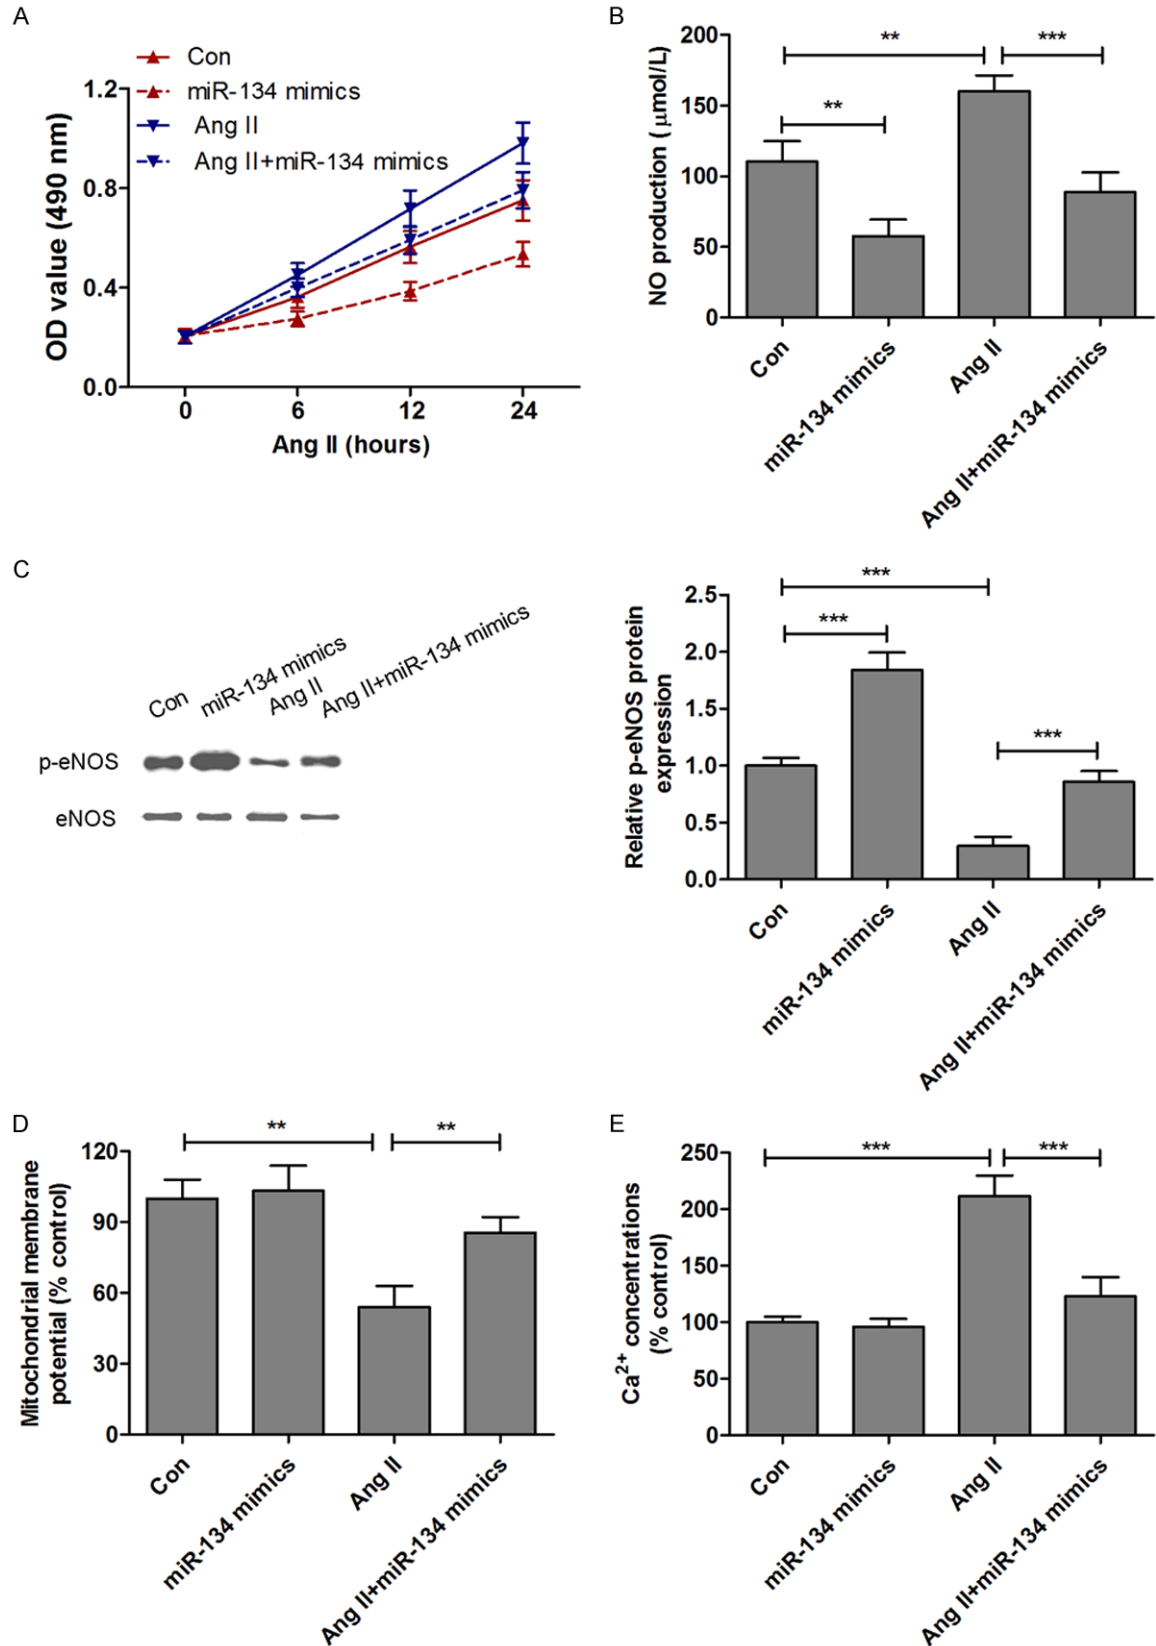 A
Con
miR-134 mimics
Ang II
Ang II+miR-134 mimics
OD value (490 nm)
1.2
0.8
0.4
0.0
0
6
12
24
Ang II (hours)
B
NO production ( μmol/L)
200
150
100
50
0
**
***
**
Con
miR-134 mimics
Ang II
Ang II+miR-134 mimics
C
Con
miR-134 mimics
Ang II
Ang II+miR-134 mimics
p-eNOS
eNOS
Relative p-eNOS protein
expression
2.5
2.0
1.5
1.0
0.5
0.0
***
***
***
Con
miR-134 mimics
Ang II
Ang II+miR-134 mimics
D
Mitochondrial membrane
potential (% control)
120
90
60
30
0
**
**
Con
miR-134 mimics
Ang II
Ang II+miR-134 mimics
E
Ca2+ concentrations
(% control)
250
200
150
100
50
0
***
***
Con
miR-134 mimics
Ang II
Ang II+miR-134 mimics